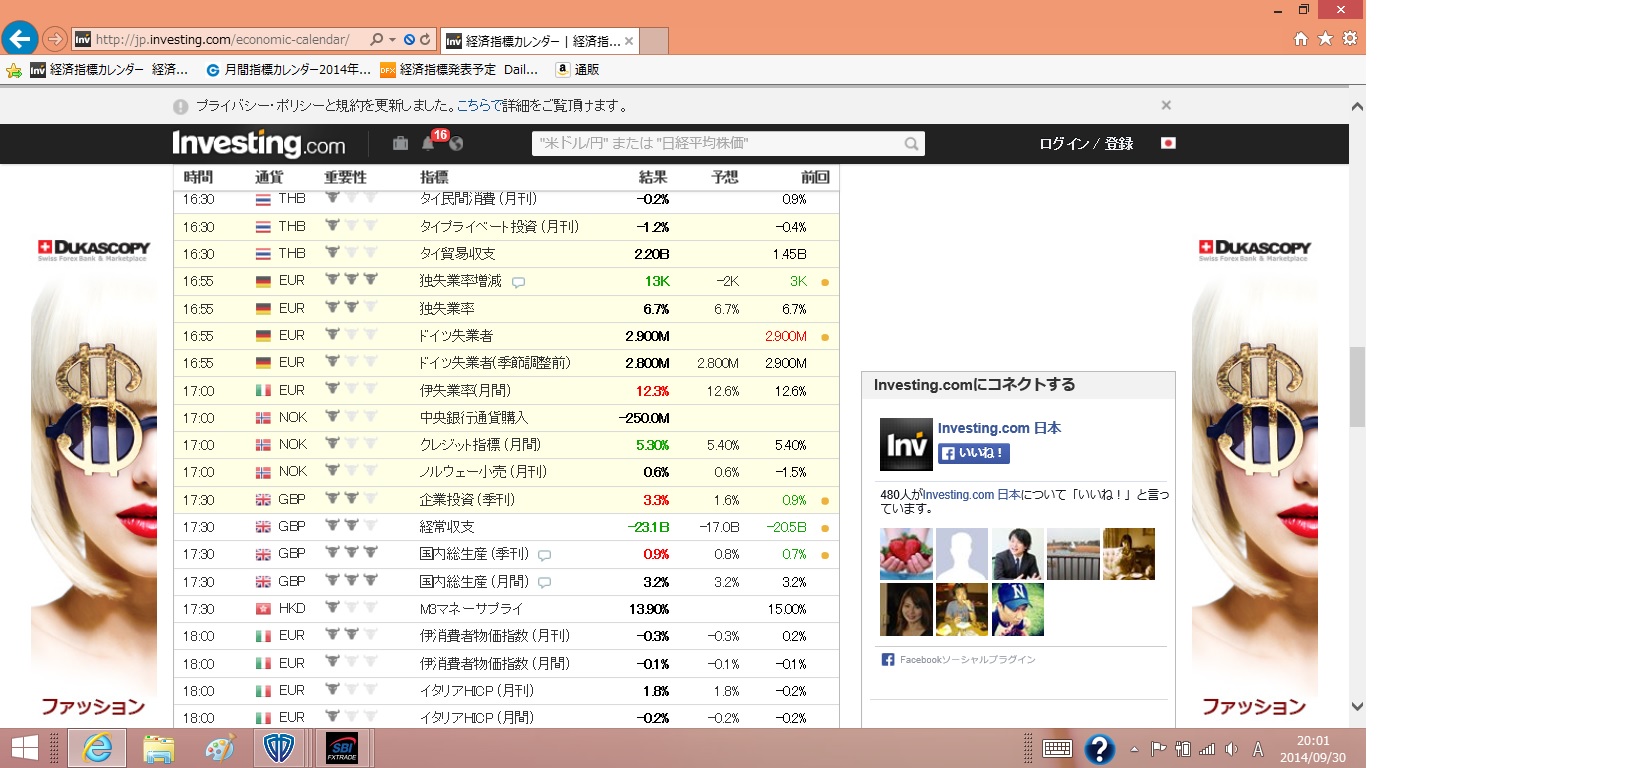 http://jp.investing.com/economic-calendar/
経済指標カレンダー | 経済指...
経済指標カレンダー 経済...
月間指標カレンダー2014年...
DFX 経済指標発表予定 Dail...
通販
プライバシー・ポリシーと規約を更新しました。こちらで詳細をご覧頂けます。
Investing.com
16
"米ドル/円" または "日経平均株価"
ログイン / 登録
時間 通貨 重要性 指標 結果 予想 前回
16:30 THB タイ民間消費 (月刊) -0.2% 0.9%
16:30 THB タイプライベート投資 (月刊) -1.2% -0.4%
16:30 THB タイ貿易収支 2.20B 1.45B
16:55 EUR 独失業率増減 13K -2K 3K
16:55 EUR 独失業率 6.7% 6.7% 6.7%
16:55 EUR ドイツ失業者 2.900M 2.900M
16:55 EUR ドイツ失業者(季節調整前) 2.800M 2.800M 2.900M
17:00 EUR 伊失業率(月間) 12.3% 12.6% 12.6%
17:00 NOK 中央銀行通貨購入 -250.0M
17:00 NOK クレジット指標 (月間) 5.30% 5.40% 5.40%
17:00 NOK ノルウェー小売 (月刊) 0.6% 0.6% -1.5%
17:30 GBP 企業投資 (季刊) 3.3% 1.6% 0.9%
17:30 GBP 経常収支 -23.1B -17.0B -20.5B
17:30 GBP 国内総生産 (季刊) 0.9% 0.8% 0.7%
17:30 GBP 国内総生産 (月間) 3.2% 3.2% 3.2%
17:30 HKD M3マネーサプライ 13.90% 15.00%
18:00 EUR 伊消費者物価指数 (月刊) -0.3% -0.3% 0.2%
18:00 EUR 伊消費者物価指数 (月間) -0.1% -0.1% -0.1%
18:00 EUR イタリアHICP (月刊) 1.8% 1.8% -0.2%
18:00 EUR イタリアHICP (月間) -0.2% -0.2% -0.2%
DUKASCOPY
Swiss Forex Bank & Marketplace
ファッション
Investing.comにコネクトする
Inv
Investing.com 日本
いいね！
480人がInvesting.com 日本について「いいね！」と言っ
ています。
Facebookソーシャルプラグイン
DUKASCOPY
Swiss Forex Bank & Marketplace
ファッション
SBI
FXTRADE
A
20:01
2014/09/30